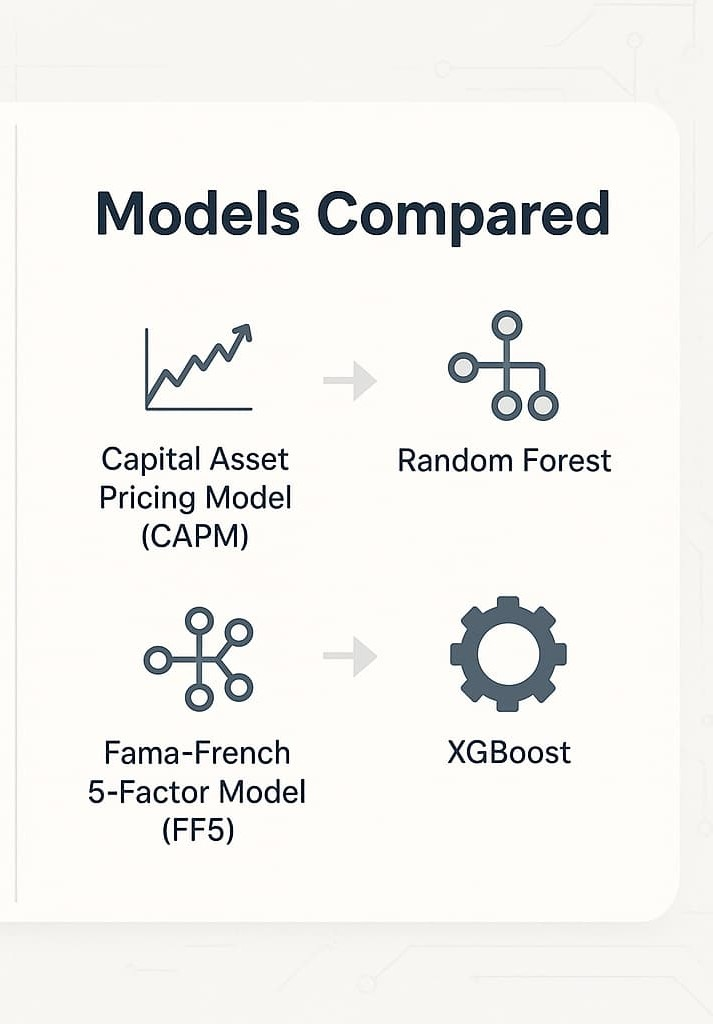 Models Compared
Capital Asset
Pricing Model
(CAPM)
Random Forest
Fama-French
5-Factor Model
(FF5)
XGBoost